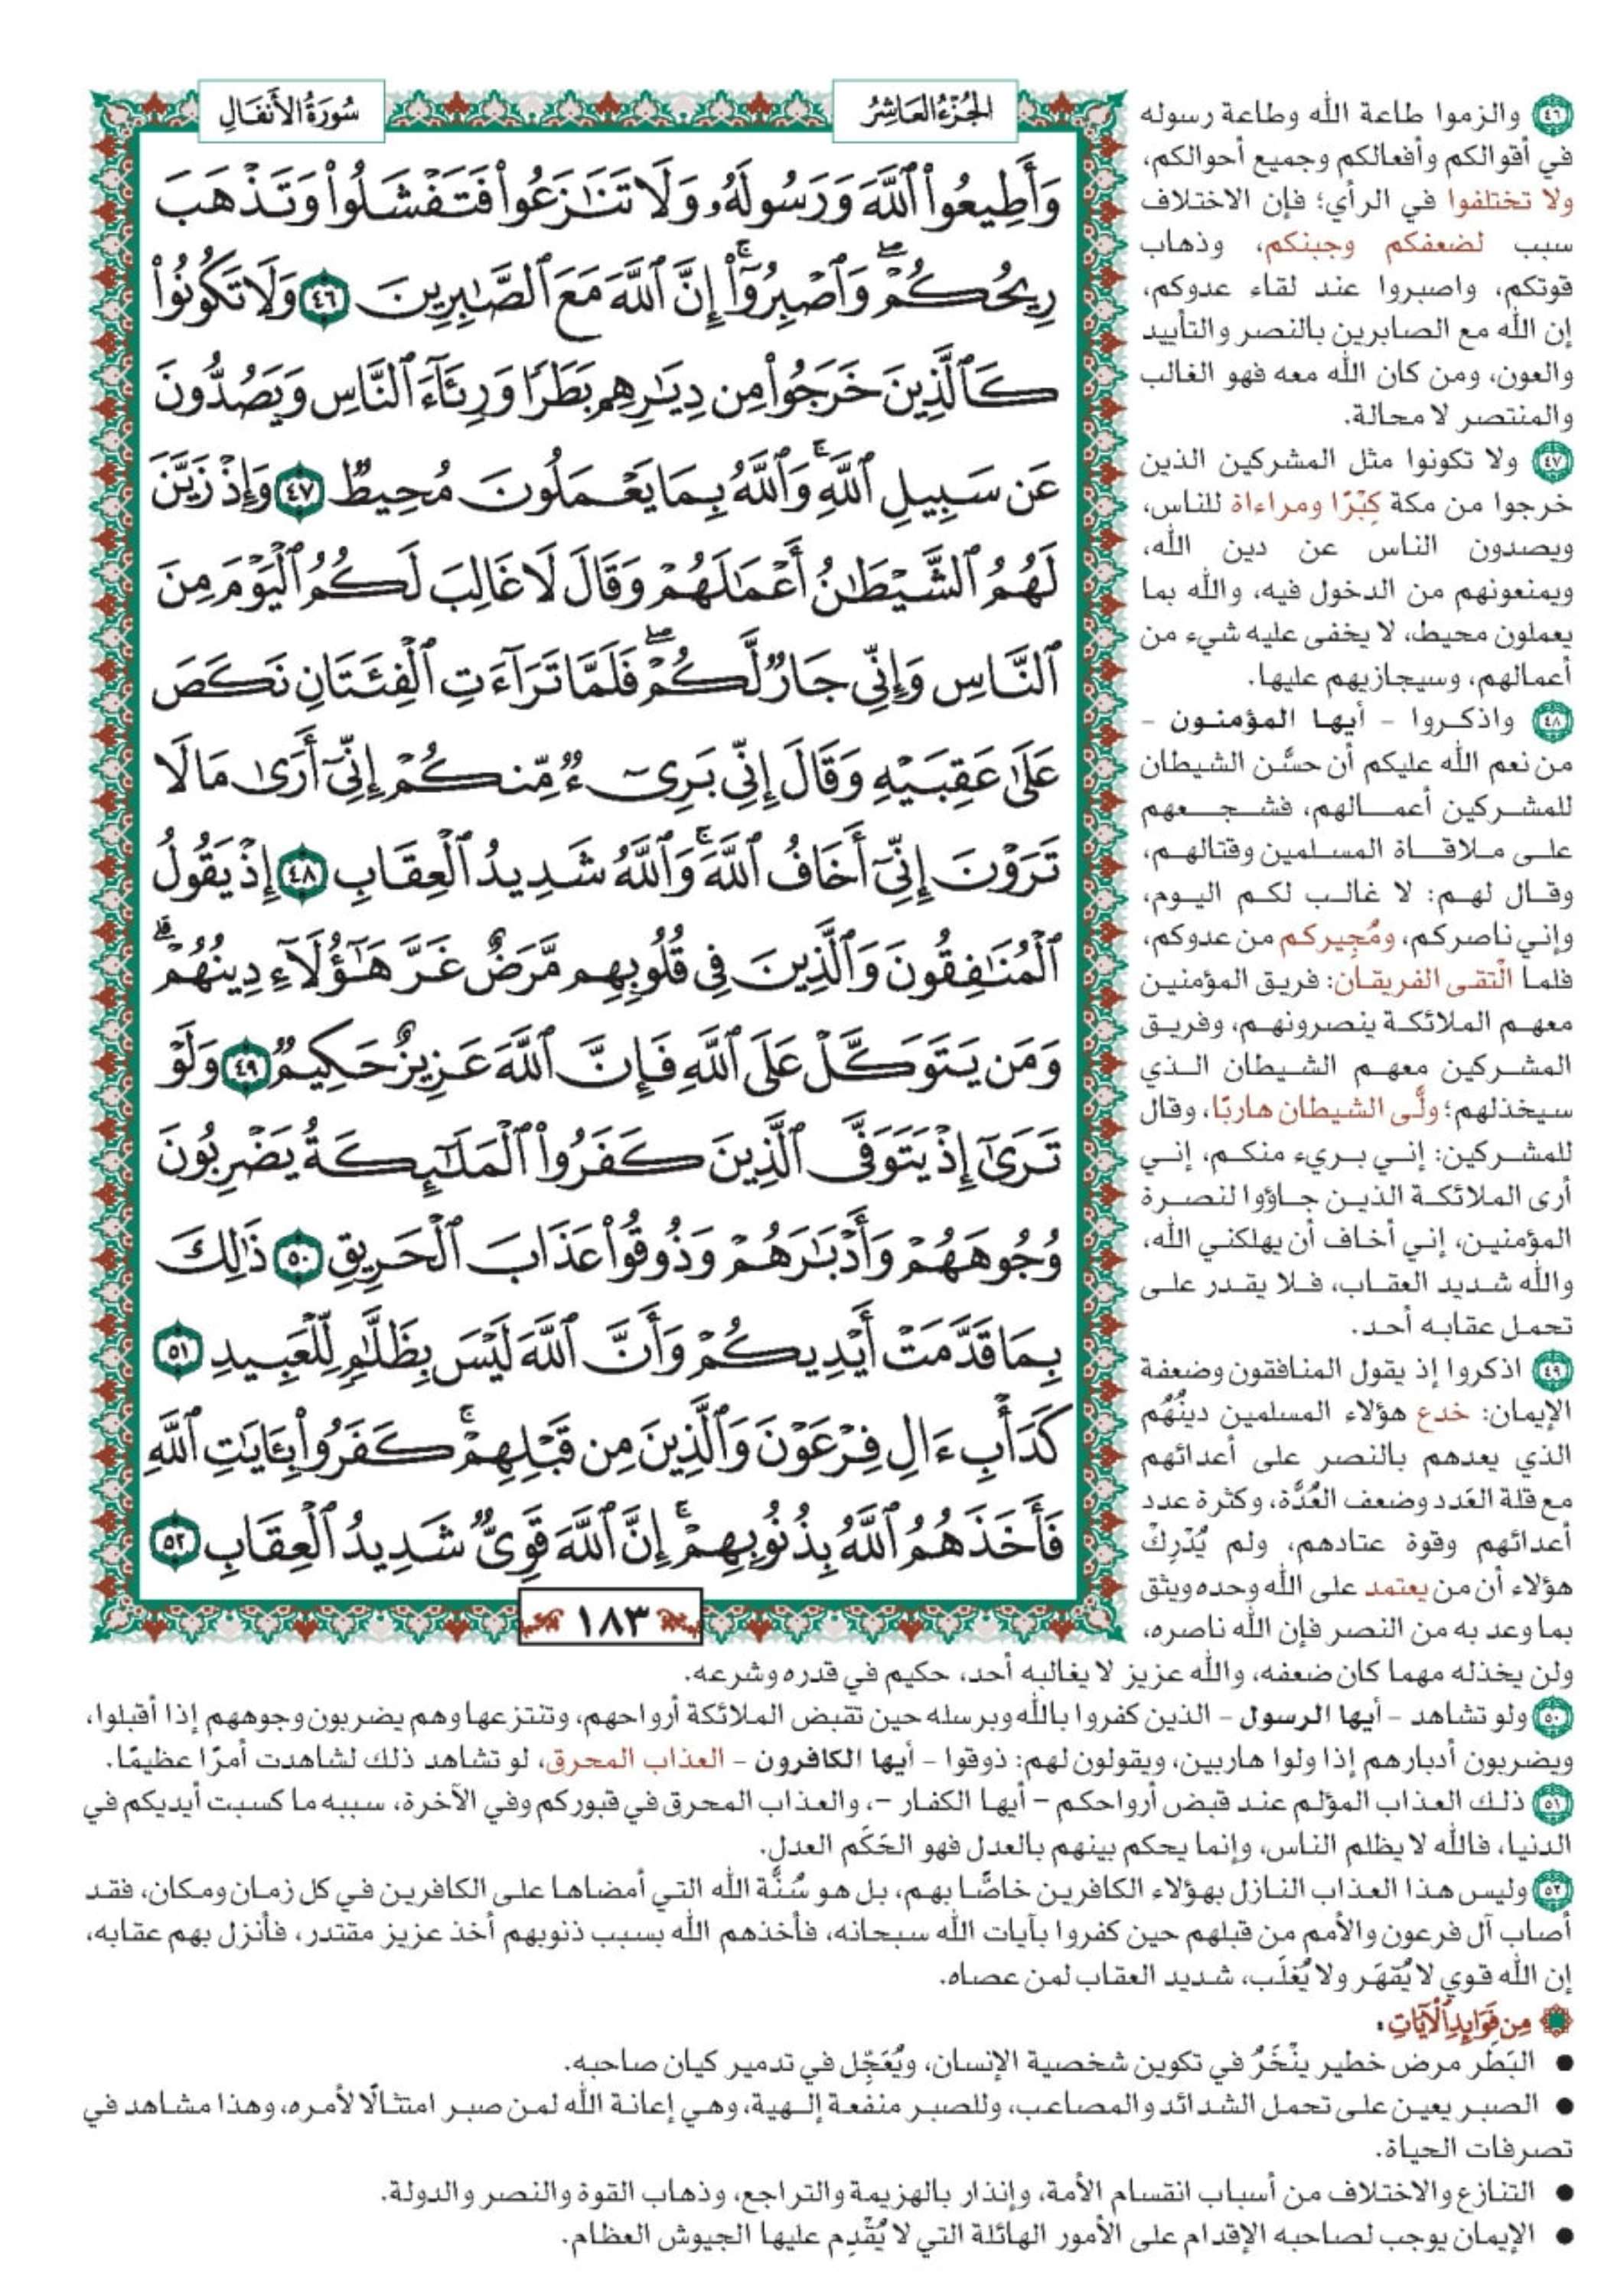 الجُزْءُ العَاشِرُ
سُورَةُ الأَنفَالِ
وَأَطِيعُوا۟ ٱللَّهَ وَرَسُولَهُۥ وَلَا تَنَـٰزَعُوا۟ فَتَفْشَلُوا۟ وَتَذْهَبَ
رِيحُكُمْ ۖ وَٱصْبِرُوٓا۟ ۚ إِنَّ ٱللَّهَ مَعَ ٱلصَّـٰبِرِينَ ٤٦ وَلَا تَكُونُوا۟
كَٱلَّذِينَ خَرَجُوا۟ مِن دِيَـٰرِهِم بَطَرًا وَرِئَآءَ ٱلنَّاسِ وَيَصُدُّونَ
عَن سَبِيلِ ٱللَّهِ ۚ وَٱللَّهُ بِمَا يَعْمَلُونَ مُحِيطٌ ٤٧ وَإِذْ زَيَّنَ
لَهُمُ ٱلشَّيْطَـٰنُ أَعْمَـٰلَهُمْ وَقَالَ لَا غَالِبَ لَكُمُ ٱلْيَوْمَ مِنَ
ٱلنَّاسِ وَإِنِّى جَارٌ لَّكُمْ ۖ فَلَمَّا تَرَآءَتِ ٱلْفِئَتَانِ نَكَصَ
عَلَىٰ عَقِبَيْهِ وَقَالَ إِنِّى بَرِىٓءٌ مِّنكُمْ إِنِّىٓ أَرَىٰ مَا لَا
تَرَوْنَ إِنِّىٓ أَخَافُ ٱللَّهَ ۚ وَٱللَّهُ شَدِيدُ ٱلْعِقَابِ ٤٨ إِذْ يَقُولُ
ٱلْمُنَـٰفِقُونَ وَٱلَّذِينَ فِى قُلُوبِهِم مَّرَضٌ غَرَّ هَـٰٓؤُلَآءِ دِينُهُمْ ۗ
وَمَن يَتَوَكَّلْ عَلَى ٱللَّهِ فَإِنَّ ٱللَّهَ عَزِيزٌ حَكِيمٌ ٤٩ وَلَوْ
تَرَىٰٓ إِذْ يَتَوَفَّى ٱلَّذِينَ كَفَرُوا۟ ٱلْمَلَـٰٓئِكَةُ يَضْرِبُونَ
وُجُوهَهُمْ وَأَدْبَـٰرَهُمْ وَذُوقُوا۟ عَذَابَ ٱلْحَرِيقِ ٥٠ ذَٰلِكَ
بِمَا قَدَّمَتْ أَيْدِيكُمْ وَأَنَّ ٱللَّهَ لَيْسَ بِظَلَّـٰمٍ لِّلْعَبِيدِ ٥١
كَدَأْبِ ءَالِ فِرْعَوْنَ وَٱلَّذِينَ مِن قَبْلِهِمْ ۚ كَفَرُوا۟ بِـَٔايَـٰتِ ٱللَّهِ
فَأَخَذَهُمُ ٱللَّهُ بِذُنُوبِهِمْ ۚ إِنَّ ٱللَّهَ قَوِىٌّ شَدِيدُ ٱلْعِقَابِ ٥٢
١٨٣
٤٦ والزموا طاعة الله وطاعة رسوله
في أقوالكم وأفعالكم وجميع أحوالكم،
ولا تختلفوا في الرأي؛ فإن الاختلاف
سبب لضعفكم وجبنكم، وذهاب
قوتكم، واصبروا عند لقاء عدوكم،
إن الله مع الصابرين بالنصر والتأييد
والعون، ومن كان الله معه فهو الغالب
والمنتصر لا محالة.
٤٧ ولا تكونوا مثل المشركين الذين
خرجوا من مكة كِبْرًا ومراءاة للناس،
ويصدون الناس عن دين الله،
ويمنعونهم من الدخول فيه، والله بما
يعملون محيط، لا يخفى عليه شيء من
أعمالهم، وسيجازيهم عليها.
٤٨ واذكروا - أيها المؤمنون -
من نعم الله عليكم أن حسَّن الشيطان
للمشركين أعمالهم، فشجعهم
على ملاقاة المسلمين وقتالهم،
وقال لهم: لا غالب لكم اليوم،
وإني ناصركم، ومُجِيركم من عدوكم،
فلما الْتقى الفريقان: فريق المؤمنين
معهم الملائكة ينصرونهم، وفريق
المشركين معهم الشيطان الذي
سيخذلهم؛ ولَّى الشيطان هاربًا، وقال
للمشركين: إني بريء منكم، إني
أرى الملائكة الذين جاؤوا لنصرة
المؤمنين، إني أخاف أن يهلكني الله،
والله شديد العقاب، فلا يقدر على
تحمل عقابه أحد.
٤٩ اذكروا إذ يقول المنافقون وضعفة
الإيمان: خدع هؤلاء المسلمين دينُهُم
الذي يعدهم بالنصر على أعدائهم
مع قلة العَدد وضعف العُدَّة، وكثرة عدد
أعدائهم وقوة عتادهم، ولم يُدْرِكْ
هؤلاء أن من يعتمد على الله وحده ويثق
بما وعد به من النصر فإن الله ناصره،
ولن يخذله مهما كان ضعفه، والله عزيز لا يغالبه أحد، حكيم في قدره وشرعه.
٥٠ ولو تشاهد - أيها الرسول - الذين كفروا بالله وبرسله حين تقبض الملائكة أرواحهم، وتنتزعها وهم يضربون وجوههم إذا أقبلوا،
ويضربون أدبارهم إذا ولوا هاربين، ويقولون لهم: ذوقوا - أيها الكافرون - العذاب المحرق، لو تشاهد ذلك لشاهدت أمرًا عظيمًا.
٥١ ذلك العذاب المؤلم عند قبض أرواحكم - أيها الكفار -، والعذاب المحرق في قبوركم وفي الآخرة، سببه ما كسبت أيديكم في
الدنيا، فالله لا يظلم الناس، وإنما يحكم بينهم بالعدل فهو الحَكَم العدل.
٥٢ وليس هذا العذاب النازل بهؤلاء الكافرين خاصًّا بهم، بل هو سُنَّة الله التي أمضاها على الكافرين في كل زمان ومكان، فقد
أصاب آل فرعون والأمم من قبلهم حين كفروا بآيات الله سبحانه، فأخذهم الله بسبب ذنوبهم أخذ عزيز مقتدر، فأنزل بهم عقابه،
إن الله قوي لا يُقهَر ولا يُغلَب، شديد العقاب لمن عصاه.
مِن فَوَائِدِ الآيَاتِ:
• البَطَر مرض خطير ينْخَرُ في تكوين شخصية الإنسان، ويُعَجِّل في تدمير كيان صاحبه.
• الصبر يعين على تحمل الشدائد والمصاعب، وللصبر منفعة إلهية، وهي إعانة الله لمن صبر امتثالًا لأمره، وهذا مشاهد في
تصرفات الحياة.
• التنازع والاختلاف من أسباب انقسام الأمة، وإنذار بالهزيمة والتراجع، وذهاب القوة والنصر والدولة.
• الإيمان يوجب لصاحبه الإقدام على الأمور الهائلة التي لا يُقْدِم عليها الجيوش العظام.